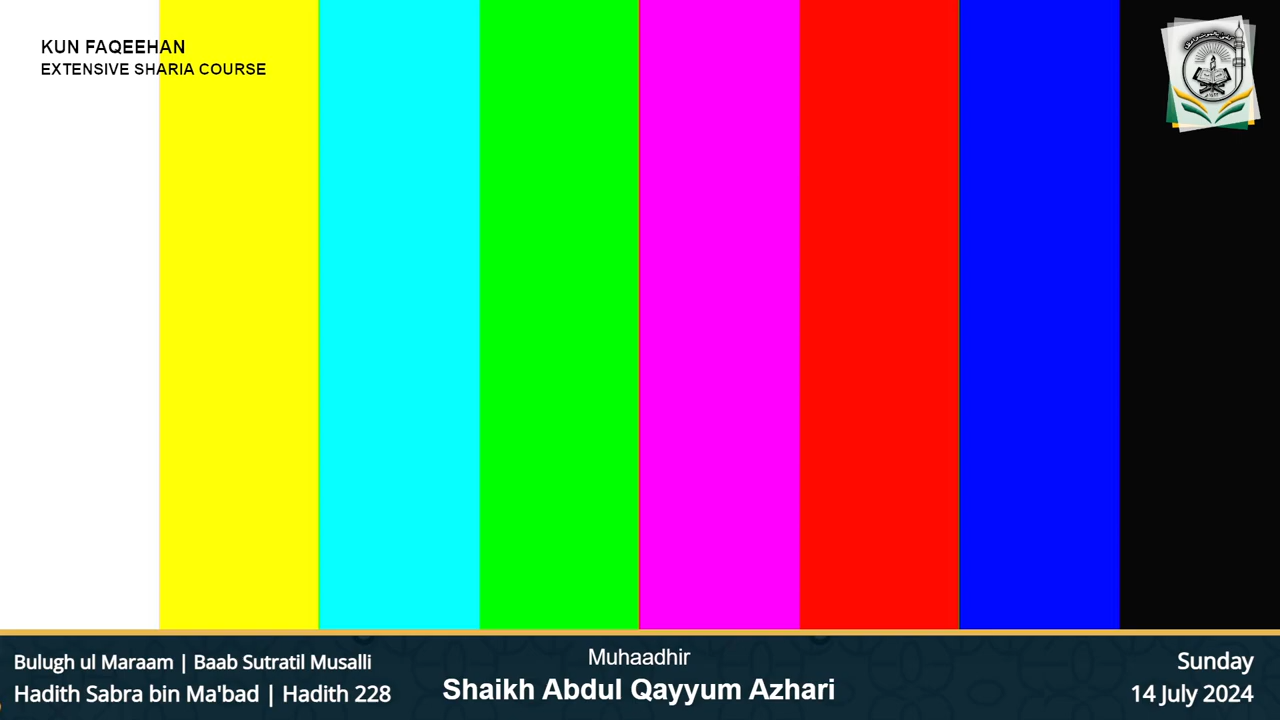 KUN FAQEEHAN
EXTENSIVE SHARIA COURSE
Bulugh ul Maraam | Baab Sutratil Musalli
Hadith Sabra bin Ma'bad | Hadith 228
Muhaadhir
Shaikh Abdul Qayyum Azhari
Sunday
14 July 2024